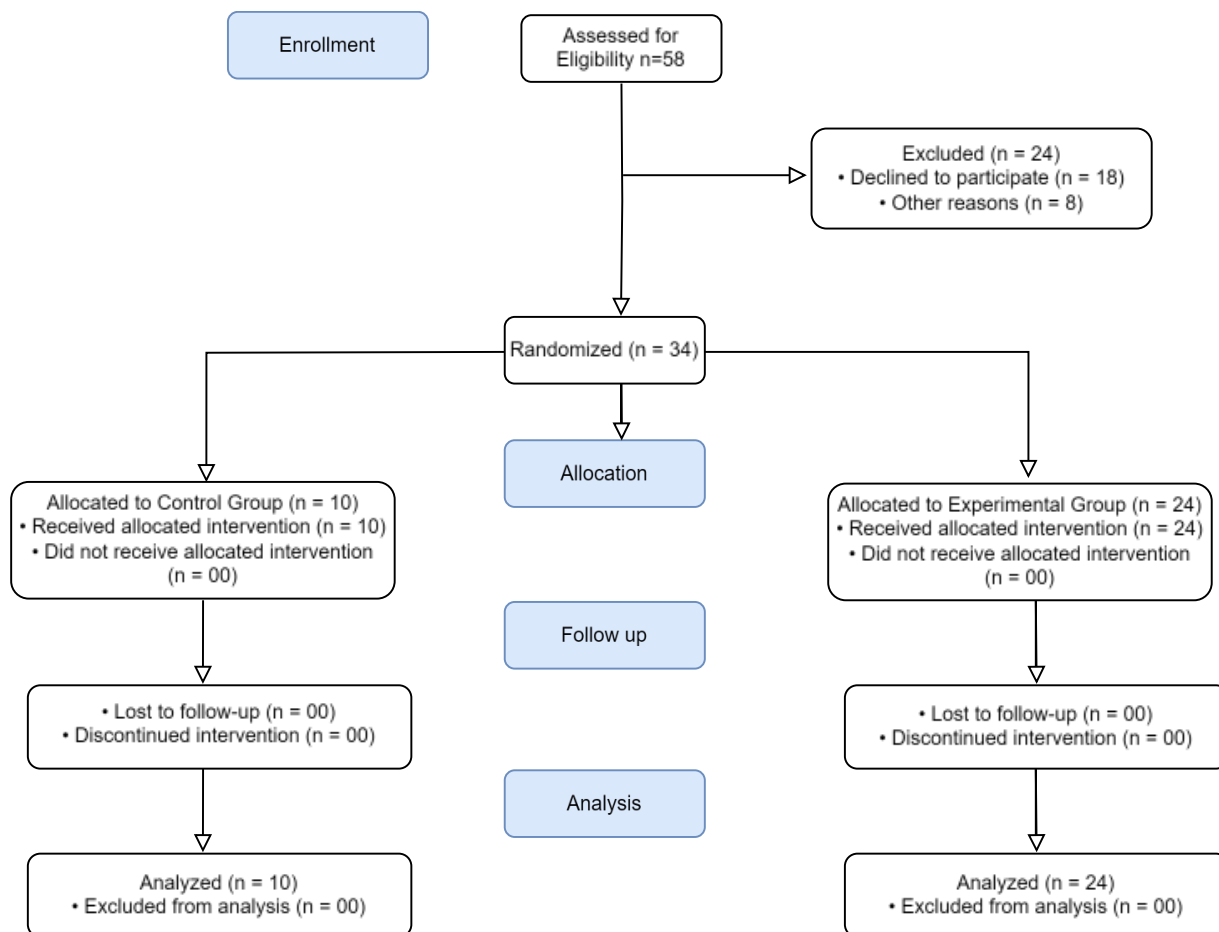 Enrollment
Assessed for
Eligibility n=58
Excluded (n = 24)
• Declined to participate (n = 18)
• Other reasons (n = 8)
Randomized (n = 34)
Allocation
Allocated to Control Group (n = 10)
• Received allocated intervention (n = 10)
• Did not receive allocated intervention
(n = 00)
Allocated to Experimental Group (n = 24)
• Received allocated intervention (n = 24)
• Did not receive allocated intervention
(n = 00)
Follow up
• Lost to follow-up (n = 00)
• Discontinued intervention (n = 00)
• Lost to follow-up (n = 00)
• Discontinued intervention (n = 00)
Analysis
Analyzed (n = 10)
• Excluded from analysis (n = 00)
Analyzed (n = 24)
• Excluded from analysis (n = 00)